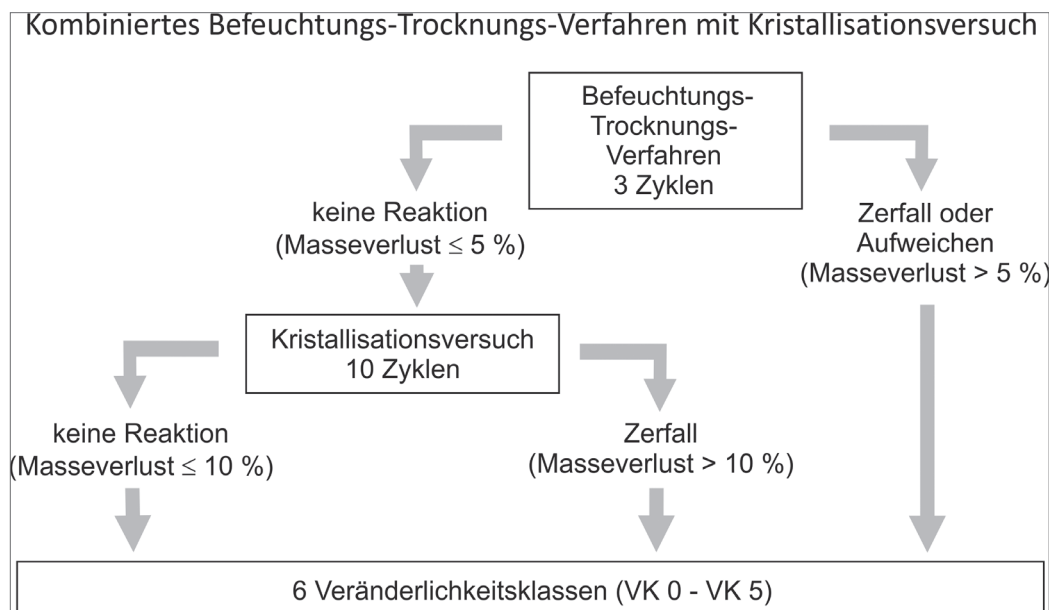 Kombiniertes Befeuchtungs-Trocknungs-Verfahren mit Kristallisationsversuch
Befeuchtungs-
Trocknungs-
Verfahren
3 Zyklen
keine Reaktion
(Masseverlust ≤ 5 %)
Zerfall oder
Aufweichen
(Masseverlust > 5 %)
Kristallisationsversuch
10 Zyklen
keine Reaktion
(Masseverlust ≤ 10 %)
Zerfall
(Masseverlust > 10 %)
6 Veränderlichkeitsklassen (VK 0 - VK 5)